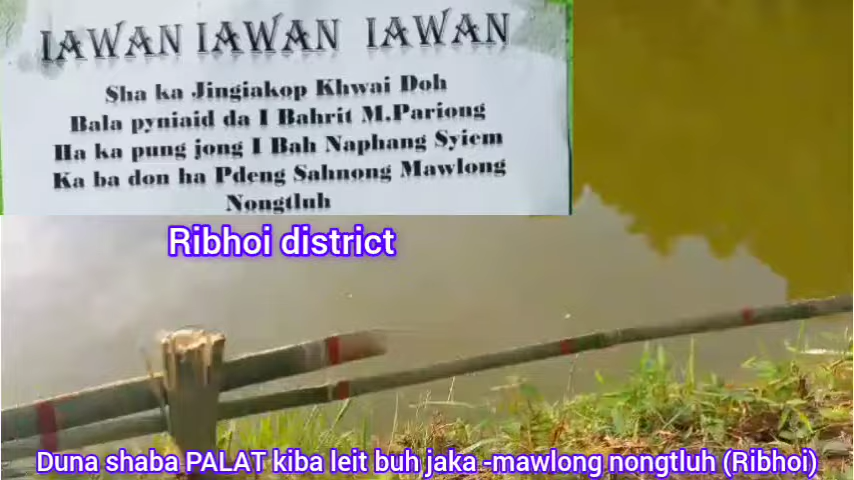 IAWAN IAWAN IAWAN
Sha ka Jingiakop Khwai Doh
Bala pyniaid da I Bahrit M.Pariong
Ha ka pung jong I Bah Naphang Syiem
Ka ba don ha Pdeng Sahnong Mawlong
Nongtluh
Ribhoi district
Duna shaba PALAT kiba leit buh jaka -mawlong nongtluh (Ribhoi)